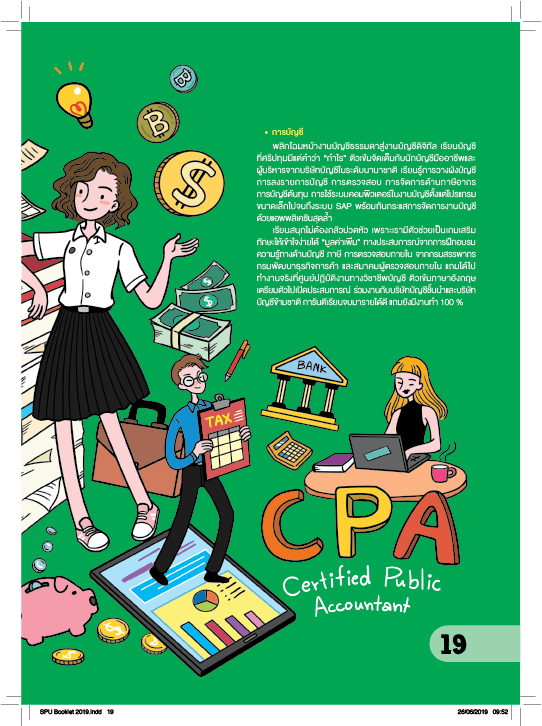 ▸ การบัญชี
พลิกโฉมหน้างานบัญชีธรรมดาสู่งานบัญชีดิจิทัล เรียนบัญชี
ที่ศรีปทุมมีแต่คำว่า "กำไร" ติวเข้มจัดเต็มกับนักบัญชีมืออาชีพและ
ผู้บริหารจากบริษัทบัญชีในระดับนานาชาติ เรียนรู้การวางผังบัญชี
การลงรายการบัญชี การตรวจสอบ การจัดการด้านภาษีอากร
การบัญชีต้นทุน การใช้ระบบคอมพิวเตอร์ในงานบัญชีตั้งแต่โปรแกรม
ขนาดเล็กไปจนถึงระบบ SAP พร้อมทันกระแสการจัดการงานบัญชี
ด้วยแอพพลิเคชันสุดล้ำ
เรียนสนุกไม่ต้องกลัวปวดหัว เพราะเรามีตัวช่วยเป็นเกมเสริม
ทักษะให้เข้าใจง่ายได้ "มูลค่าเพิ่ม" ทางประสบการณ์จากการฝึกอบรม
ความรู้ทางด้านบัญชี ภาษี การตรวจสอบภายใน จากกรมสรรพากร
กรมพัฒนาธุรกิจการค้า และสมาคมผู้ตรวจสอบภายใน แถมได้ไป
ทำงานจริงที่ศูนย์ปฏิบัติงานทางวิชาชีพบัญชี ติวเข้มภาษาอังกฤษ
เตรียมตัวไปเปิดประสบการณ์ ร่วมงานกับบริษัทบัญชีชั้นนำและบริษัท
บัญชีข้ามชาติ การันตีเรียนจบมารายได้ดี แถมยังมีงานทำ 100 %
BANK
TAX
CPA
Certified Public
Accountant
19
SPU Booklet 2019.indd 19
26/06/2019 09:52